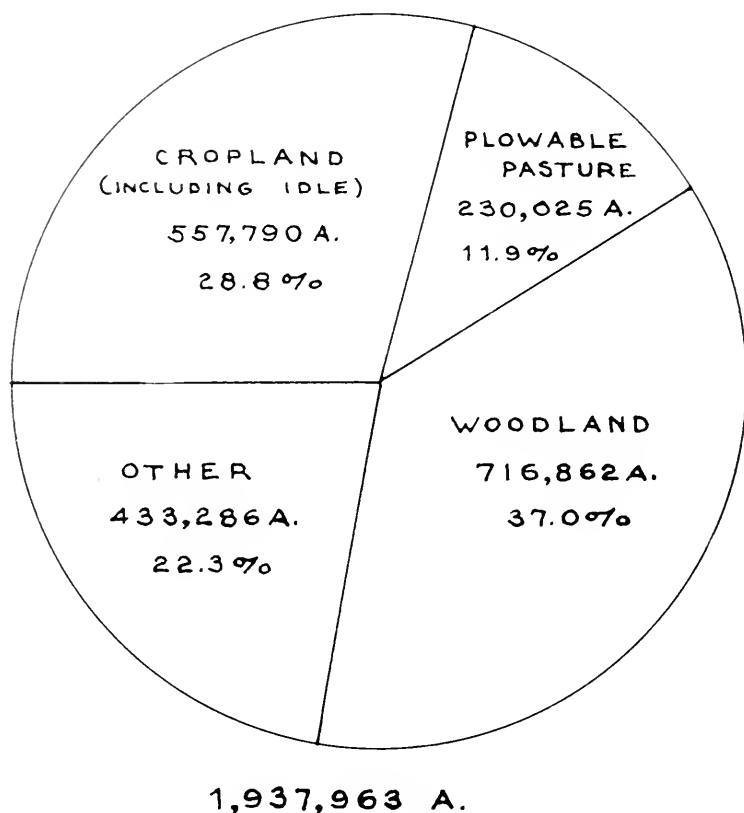 CROPLAND
(INCLUDING IDLE)
557,790 A.
28.8%
PLOWABLE
PASTURE
230,025 A.
11.9%
WOODLAND
716,862 A.
37.0%
OTHER
433,286 A.
22.3%
1,937,963 A.